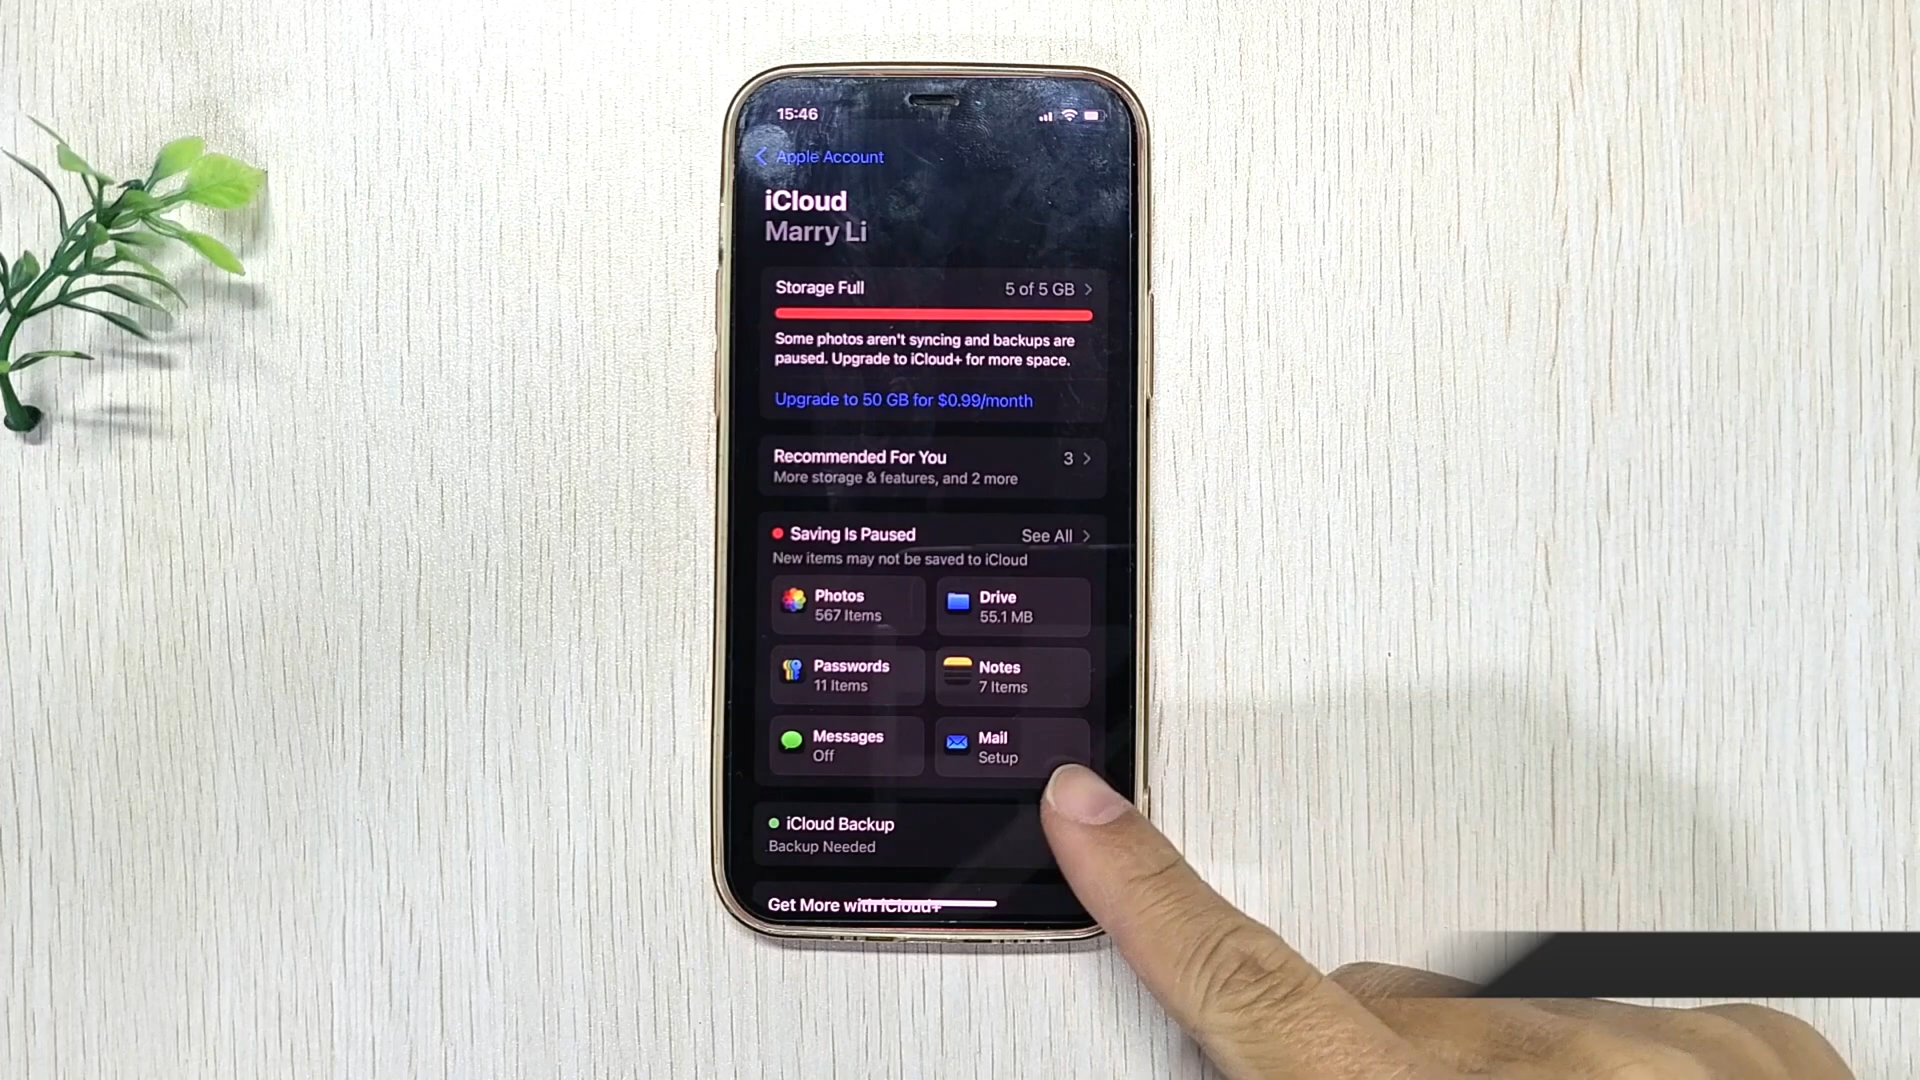 15:46
Apple Account
iCloud
Marry Li
Storage Full 5 of 5 GB
Some photos aren't syncing and backups are
paused. Upgrade to iCloud+ for more space.
Upgrade to 50 GB for $0.99/month
Recommended For You 3
More storage & features, and 2 more
Saving Is Paused See All
New items may not be saved to iCloud
Photos
567 Items
Drive
55.1 MB
Passwords
11 Items
Notes
7 Items
Messages
Off
Mail
Setup
iCloud Backup
Backup Needed
Get More with iCloud+